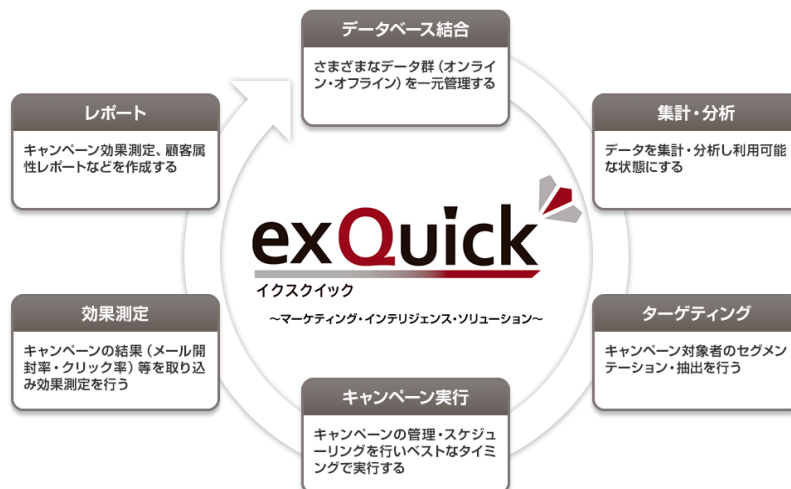 データベース結合
さまざまなデータ群（オンライ
ン・オフライン）を一元管理する
レポート
キャンペーン効果測定、顧客属
性レポートなどを作成する
集計・分析
データを集計・分析し利用可能
な状態にする
exQuick
イクスクイック
～マーケティング・インテリジェンス・ソリューション～
効果測定
キャンペーンの結果（メール開
封率・クリック率）等を取り込
み効果測定を行う
ターゲティング
キャンペーン対象者のセグメン
テーション・抽出を行う
キャンペーン実行
キャンペーンの管理・スケジュ
ーリングを行いベストなタイミ
ングで実行する